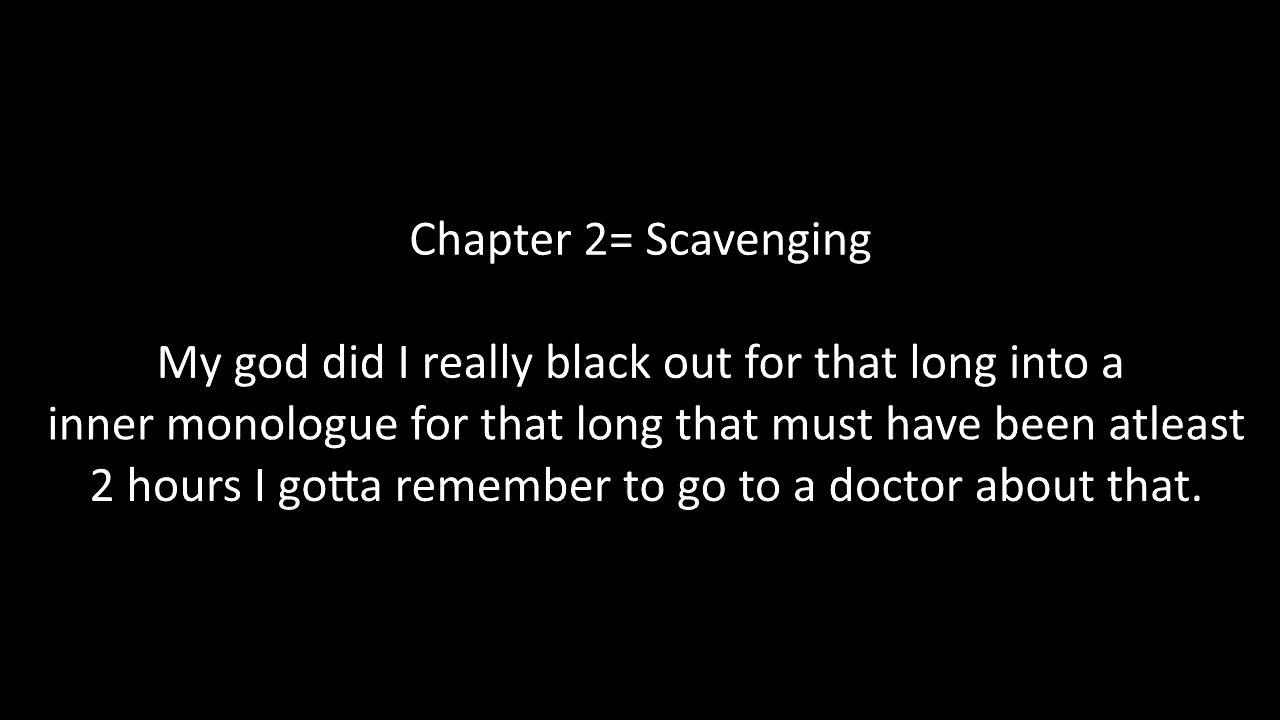 Chapter 2= Scavenging
My god did I really black out for that long into a
inner monologue for that long that must have been atleast
2 hours I gotta remember to go to a doctor about that.